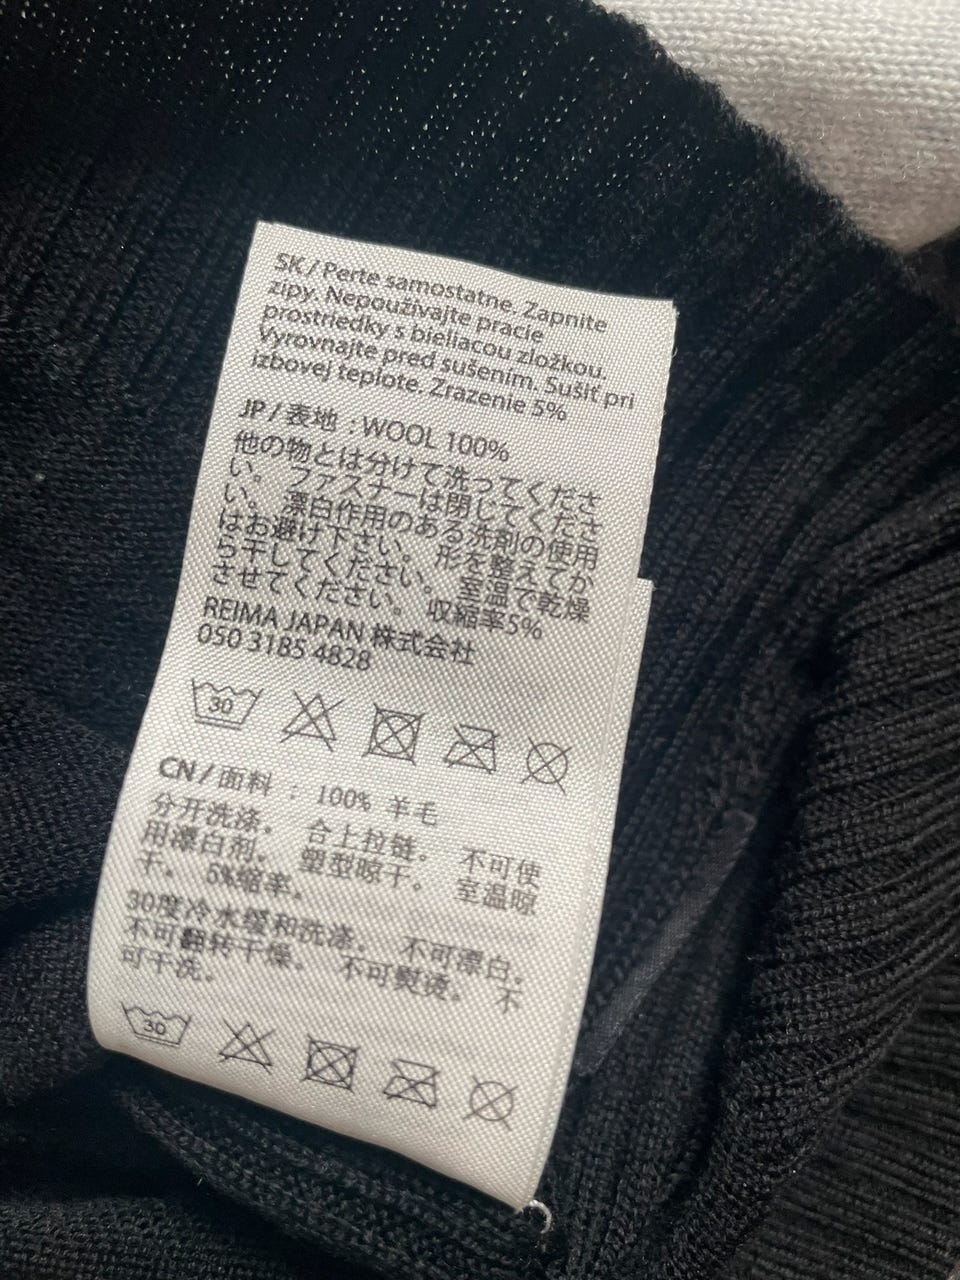 SK/ Perte samostatne. Zapnite
zipy. Nepoužívajte pracie
prostriedky s bieliacou zložkou.
Vyrovnajte pred sušením. Sušiť pri
izbovej teplote. Zrazenie 5%
JP/ 表地 : WOOL 100%
他の物とは分けて洗ってくださ
い。 ファスナーは閉じてくださ
い。 漂白作用のある洗剤の使用
はお避け下さい。 形を整えてか
ら干してください。 室温で乾燥
させてください。 収縮率5%
REIMA JAPAN 株式会社
050 3185 4828
30
CN/ 面料 : 100% 羊毛
分开洗涤。 合上拉链。 不可使
用漂白剂。 塑型晾干。 室温晾
干。 5%缩率。
30度冷水缓和洗涤。 不可漂白。
不可翻转干燥。 不可熨烫。 不
可干洗。
30